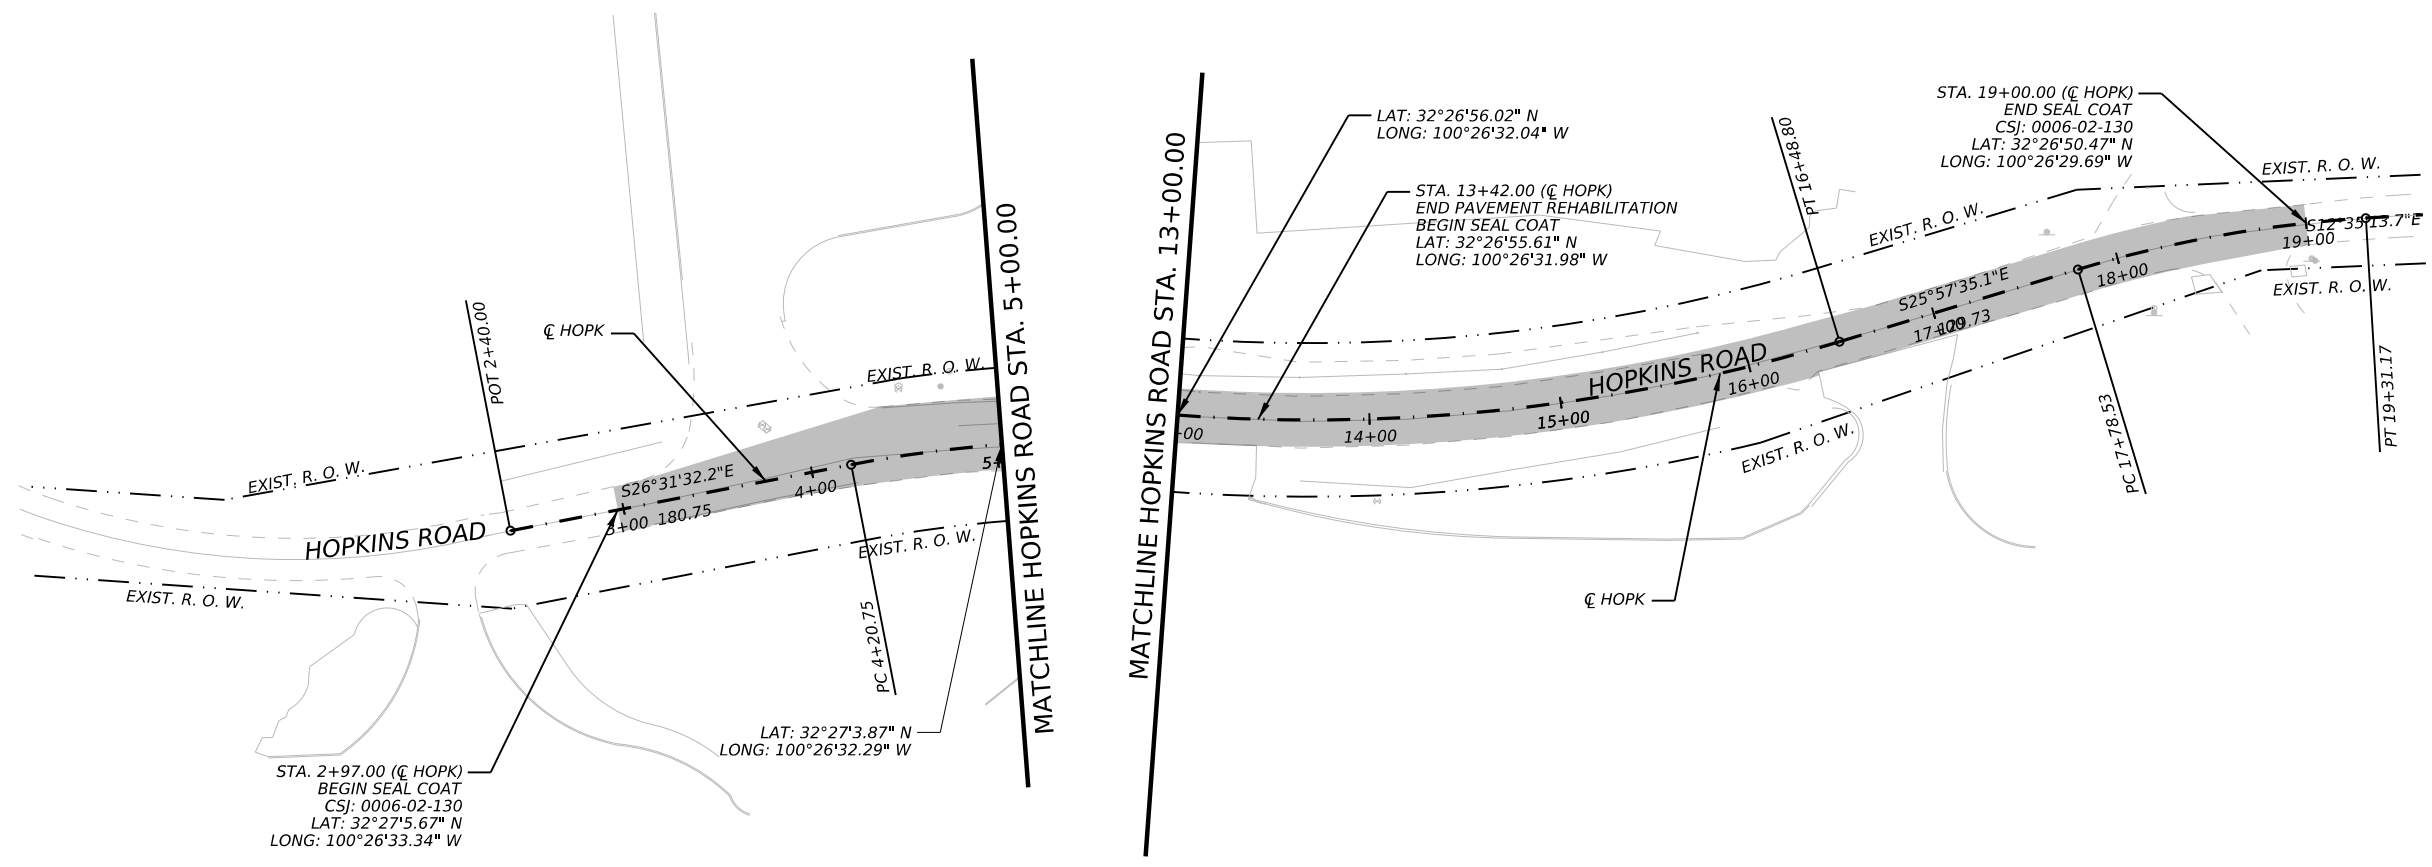 POT 2+40.00
℄ HOPK
EXIST. R. O. W.
EXIST. R. O. W.
S26°31'32.2"E
4+00
3+00
180.75
HOPKINS ROAD
EXIST. R. O. W.
EXIST. R. O. W.
PC 4+20.75
5+
MATCHLINE HOPKINS ROAD STA. 5+00.00
LAT: 32°27'3.87" N
LONG: 100°26'32.29" W
STA. 2+97.00 (℄ HOPK)
BEGIN SEAL COAT
CSJ: 0006-02-130
LAT: 32°27'5.67" N
LONG: 100°26'33.34" W
MATCHLINE HOPKINS ROAD STA. 13+00.00
LAT: 32°26'56.02" N
LONG: 100°26'32.04" W
STA. 13+42.00 (℄ HOPK)
END PAVEMENT REHABILITATION
BEGIN SEAL COAT
LAT: 32°26'55.61" N
LONG: 100°26'31.98" W
PT 16+48.80
STA. 19+00.00 (℄ HOPK)
END SEAL COAT
CSJ: 0006-02-130
LAT: 32°26'50.47" N
LONG: 100°26'29.69" W
EXIST. R. O. W.
EXIST. R. O. W.
S12°35'13.7"E
19+00
18+00
EXIST. R. O. W.
S25°57'35.1"E
17+00
129.73
HOPKINS ROAD
16+00
15+00
14+00
+00
EXIST. R. O. W.
PC 17+78.53
PT 19+31.17
℄ HOPK